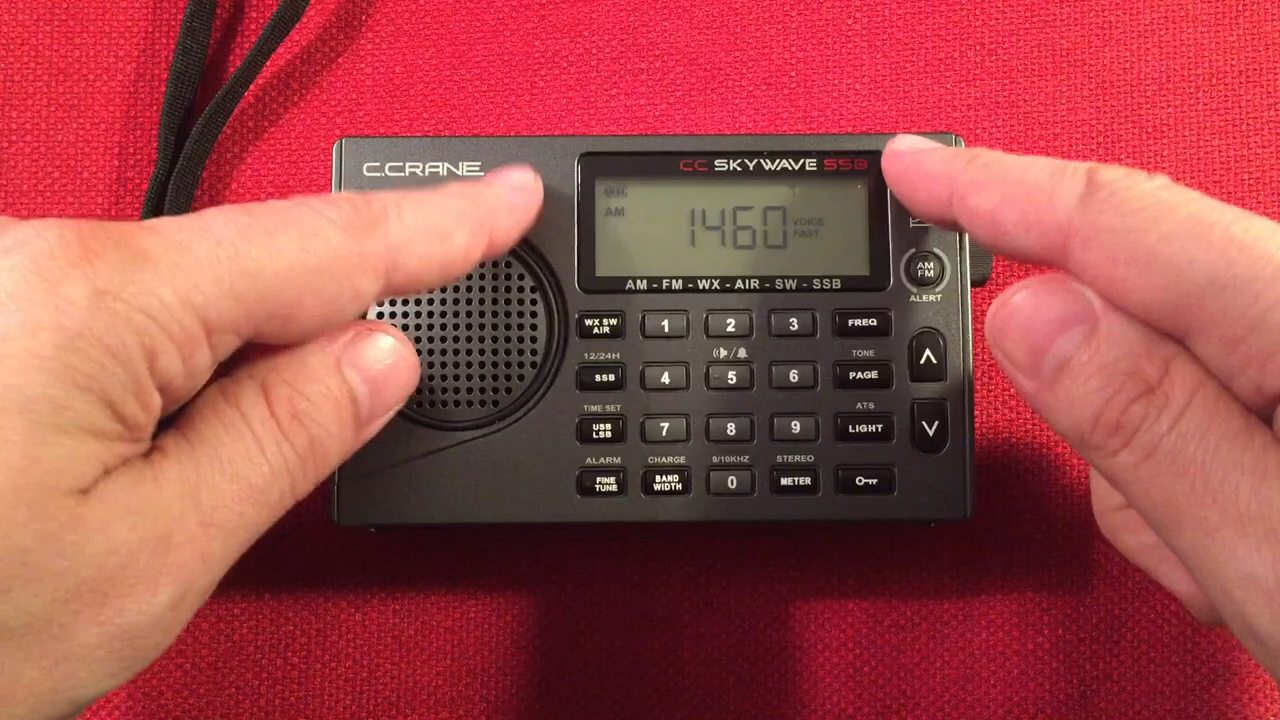 C.CRANE
CC SKYWAVE SSB
AM
1460
VOICE
FAST
AM - FM - WX - AIR - SW - SSB
AM
FM
ALERT
WX SW
AIR
1
2
3
FREQ
12/24H
TONE
SSB
4
5
6
PAGE
TIME SET
ATS
USB
LSB
7
8
9
LIGHT
ALARM
CHARGE
9/10KHZ
STEREO
FINE
TUNE
BAND
WIDTH
0
METER